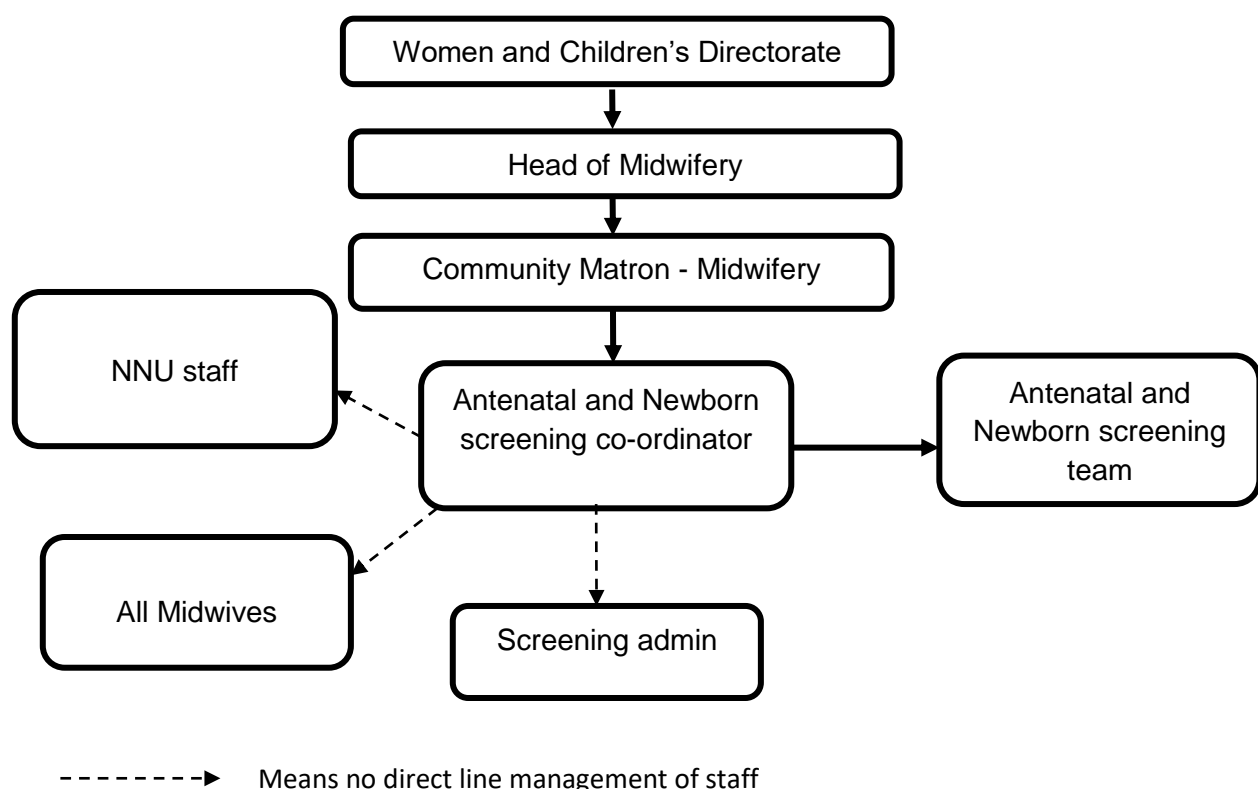 Women and Children’s Directorate
Head of Midwifery
Community Matron - Midwifery
NNU staff
Antenatal and Newborn
screening co-ordinator
Antenatal and
Newborn screening
team
All Midwives
Screening admin
Means no direct line management of staff